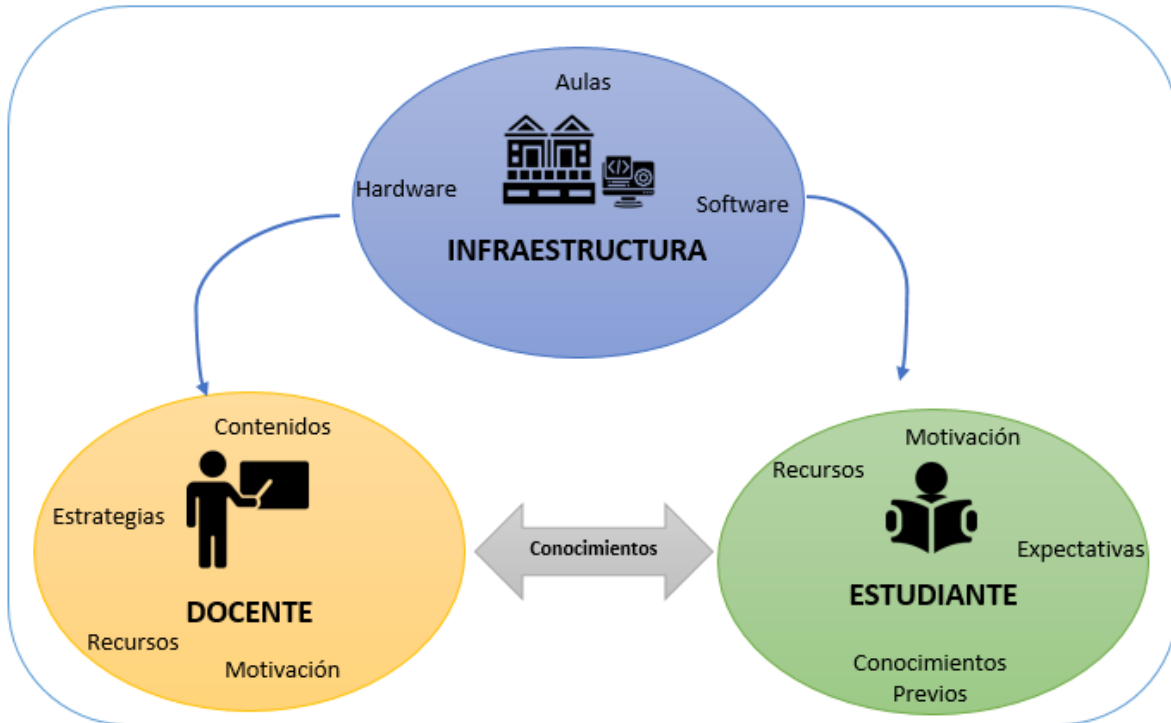 Aulas
Hardware
Software
INFRAESTRUCTURA
Contenidos
Estrategias
DOCENTE
Recursos
Motivación
Conocimientos
Motivación
Recursos
Expectativas
ESTUDIANTE
Conocimientos
Previos